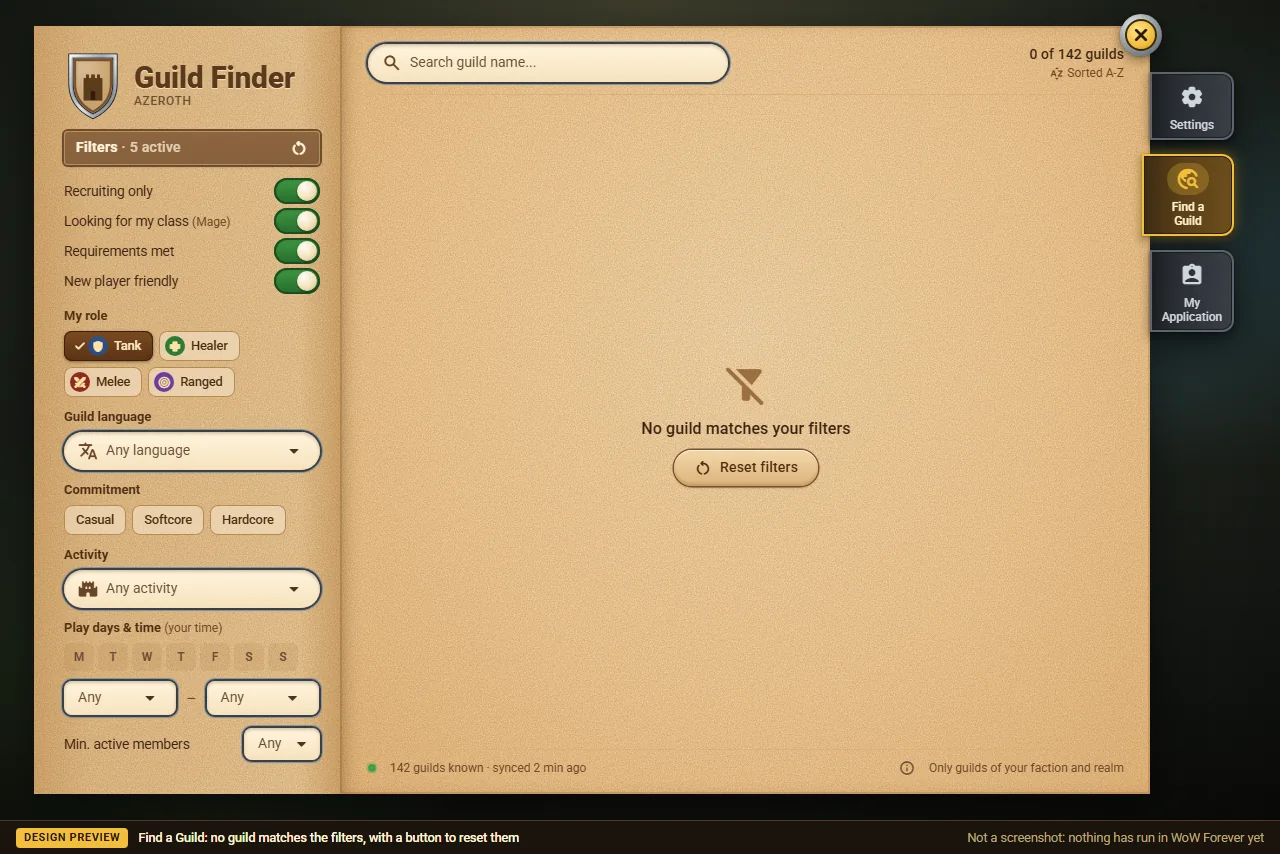 Guild Finder
AZEROTH
Search guild name...
0 of 142 guilds
Sorted A-Z
Filters · 5 active
Recruiting only
Looking for my class (Mage)
Requirements met
New player friendly
My role
Tank
Healer
Melee
Ranged
Guild language
Any language
Commitment
Casual
Softcore
Hardcore
Activity
Any activity
Play days & time (your time)
M T W T F S S
Any – Any
Min. active members Any
No guild matches your filters
Reset filters
142 guilds known · synced 2 min ago
Only guilds of your faction and realm
Settings
Find a
Guild
My
Application
DESIGN PREVIEW
Find a Guild: no guild matches the filters, with a button to reset them
Not a screenshot: nothing has run in WoW Forever yet